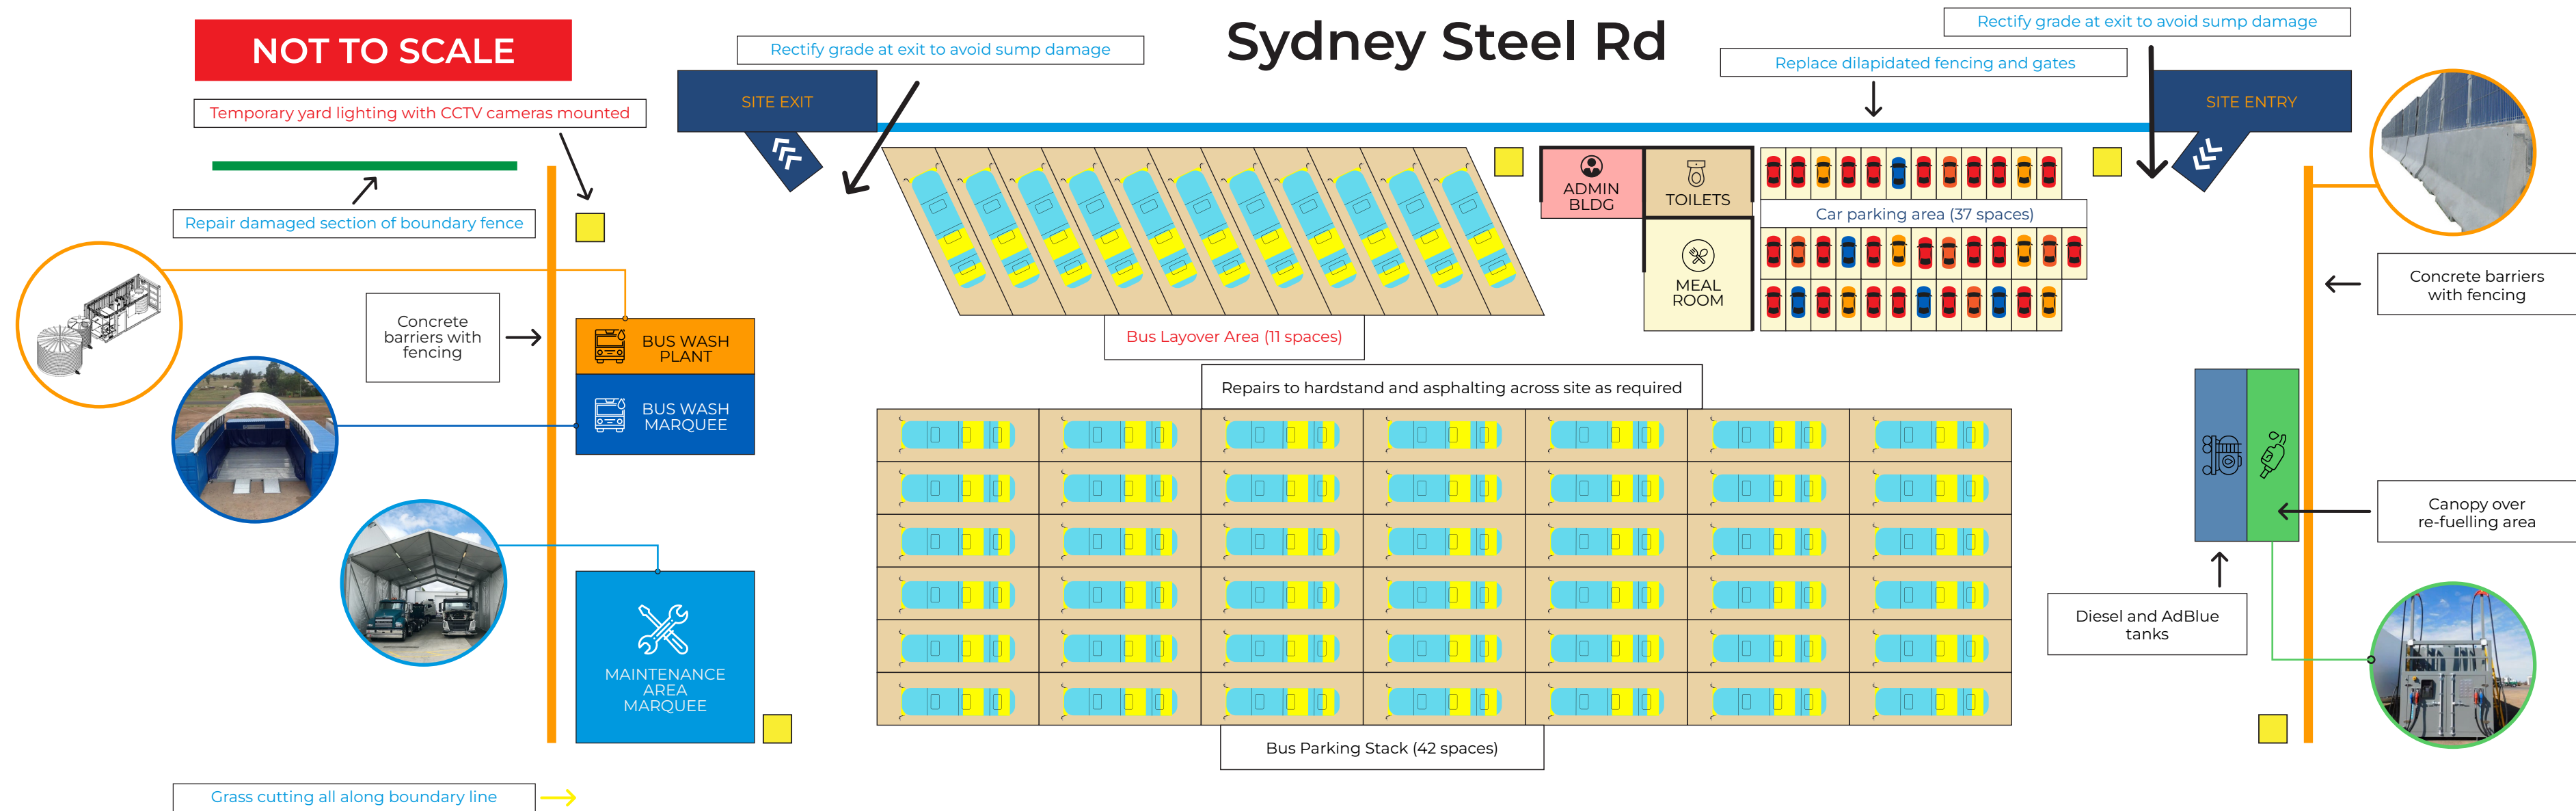 Sydney Steel Rd
NOT TO SCALE
Rectify grade at exit to avoid sump damage
Rectify grade at exit to avoid sump damage
Replace dilapidated fencing and gates
Temporary yard lighting with CCTV cameras mounted
SITE EXIT
SITE ENTRY
Repair damaged section of boundary fence
ADMIN
BLDG
TOILETS
Car parking area (37 spaces)
MEAL
ROOM
Concrete barriers
with fencing
Concrete
barriers with
fencing
BUS WASH
PLANT
Bus Layover Area (11 spaces)
Repairs to hardstand and asphalting across site as required
BUS WASH
MARQUEE
Canopy over
re-fuelling area
Diesel and AdBlue
tanks
MAINTENANCE
AREA
MARQUEE
Bus Parking Stack (42 spaces)
Grass cutting all along boundary line